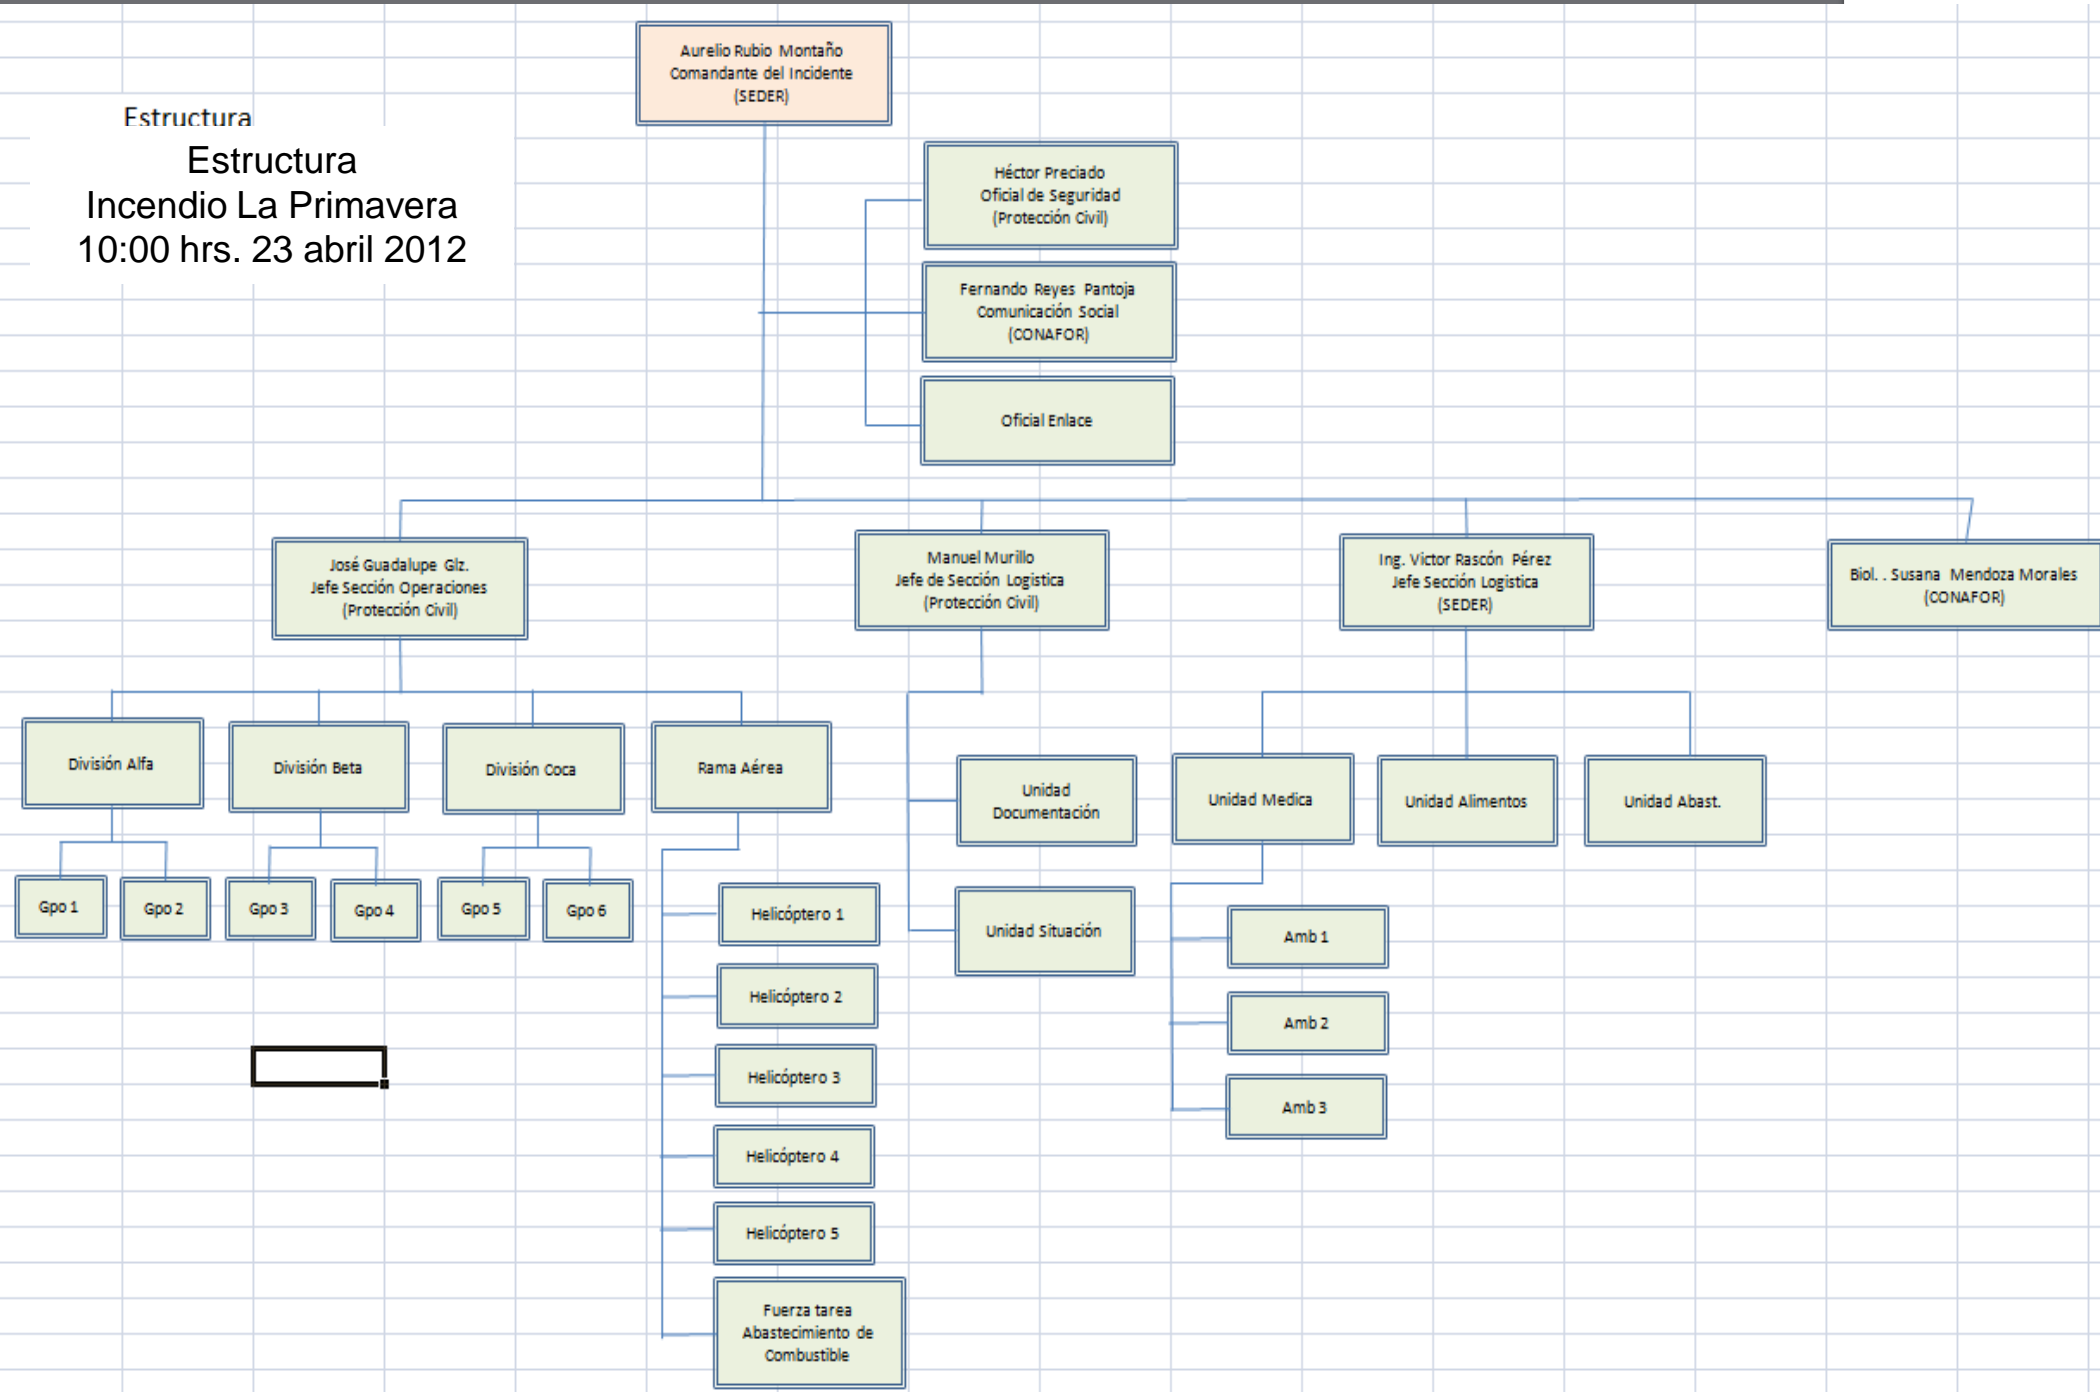 Aurelio Rubio Montaño
Comandante del Incidente
(SEDER)
Estructura
Estructura
Incendio La Primavera
10:00 hrs. 23 abril 2012
Héctor Preciado
Oficial de Seguridad
(Protección Civil)
Fernando Reyes Pantoja
Comunicación Social
(CONAFOR)
Oficial Enlace
José Guadalupe Glz.
Jefe Sección Operaciones
(Protección Civil)
Manuel Murillo
Jefe de Sección Logistica
(Protección Civil)
Ing. Victor Rascón Pérez
Jefe Sección Logistica
(SEDER)
Biol. . Susana Mendoza Morales
(CONAFOR)
División Alfa
División Beta
División Coca
Rama Aérea
Unidad
Documentación
Unidad Medica
Unidad Alimentos
Unidad Abast.
Gpo 1
Gpo 2
Gpo 3
Gpo 4
Gpo 5
Gpo 6
Helicóptero 1
Helicóptero 2
Helicóptero 3
Helicóptero 4
Helicóptero 5
Fuerza tarea
Abastecimiento de
Combustible
Unidad Situación
Amb 1
Amb 2
Amb 3